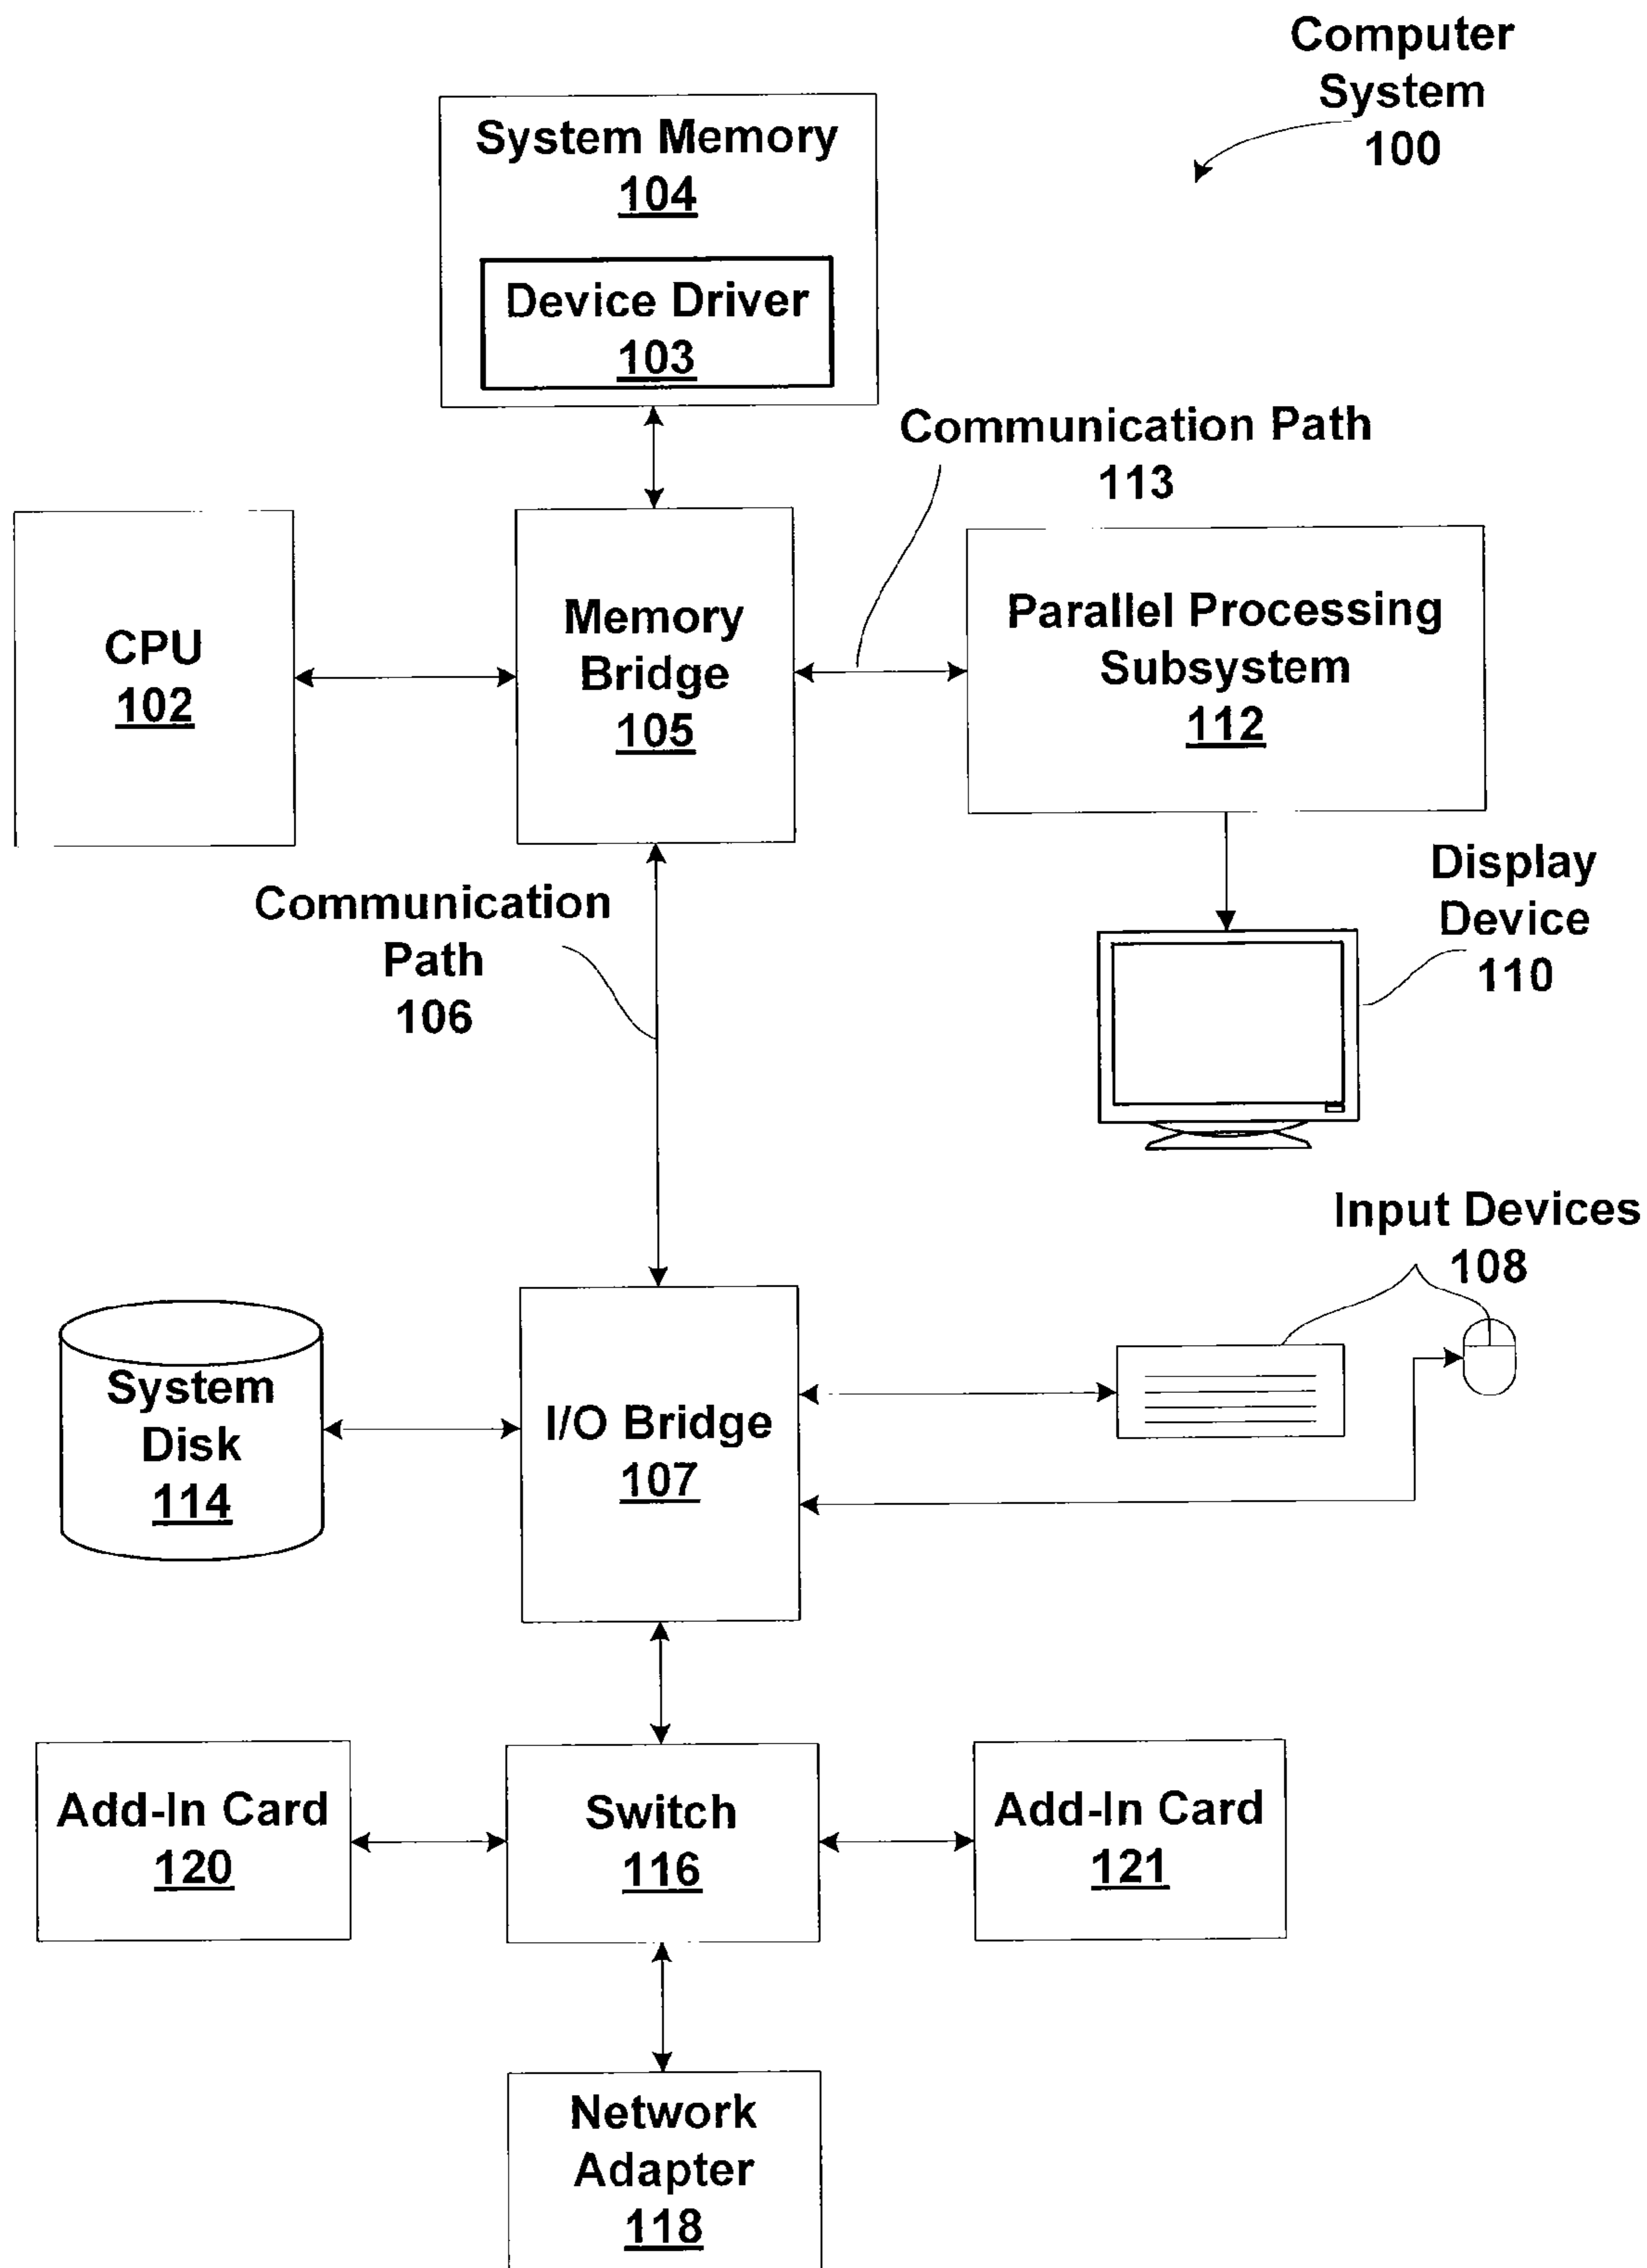 Computer
System
100
System Memory
104
Device Driver
103
Communication Path
113
CPU
102
Memory
Bridge
105
Parallel Processing
Subsystem
112
Communication
Path
106
Display
Device
110
Input Devices
108
System
Disk
114
I/O Bridge
107
Add-In Card
120
Switch
116
Add-In Card
121
Network
Adapter
118